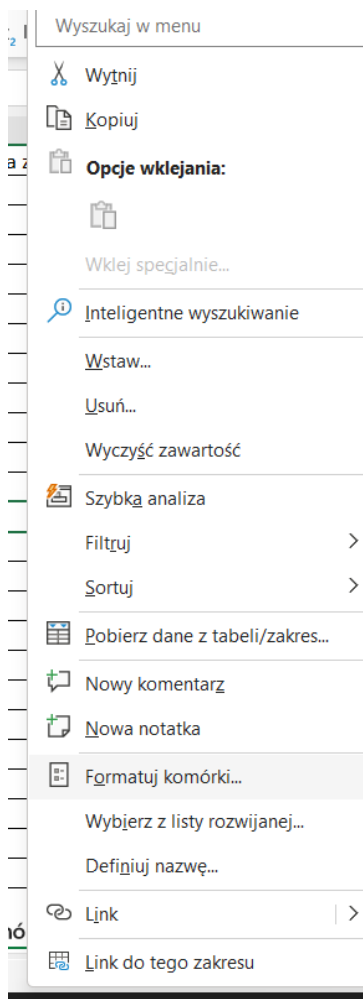 Wyszukaj w menu
Wytnij
Kopiuj
a z
Opcje wklejania:
Wklej specjalnie...
Inteligentne wyszukiwanie
Wstaw...
Usuń...
Wyczyść zawartość
Szybka analiza
Filtruj
Sortuj
Pobierz dane z tabeli/zakres...
Nowy komentarz
Nowa notatka
Formatuj komórki...
Wybierz z listy rozwijanej...
Definiuj nazwę...
Link
nó
Link do tego zakresu